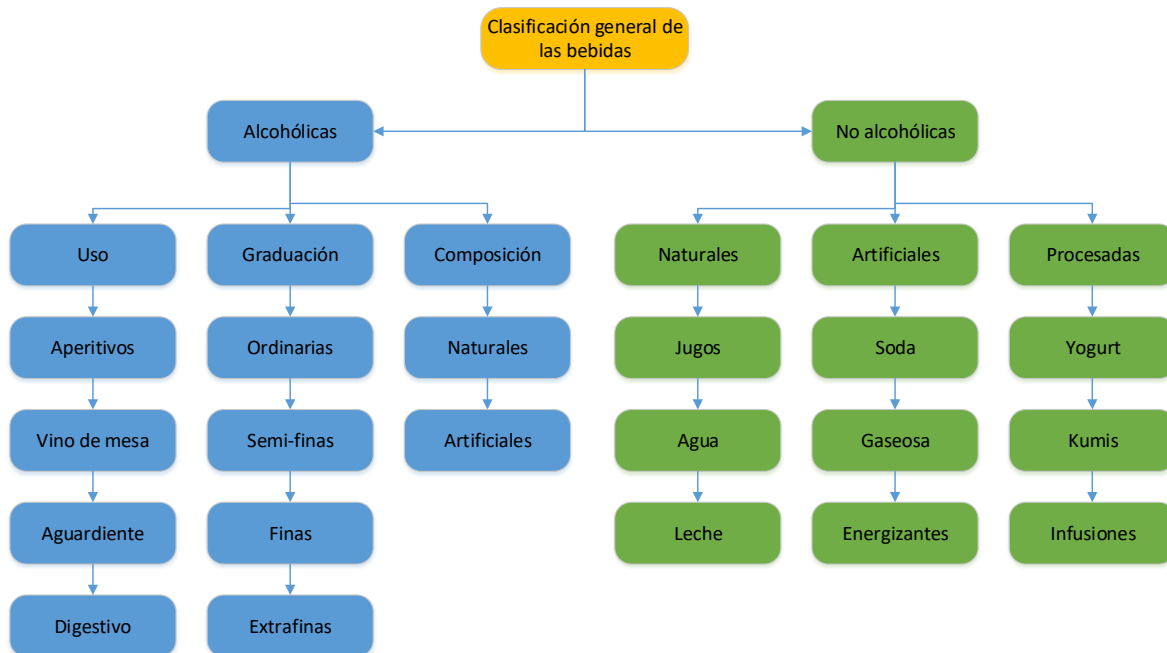 Clasificación general de
las bebidas
Alcohólicas
No alcohólicas
Uso
Graduación
Composición
Naturales
Artificiales
Procesadas
Aperitivos
Ordinarias
Naturales
Jugos
Soda
Yogurt
Vino de mesa
Semi-finas
Artificiales
Agua
Gaseosa
Kumis
Aguardiente
Finas
Leche
Energizantes
Infusiones
Digestivo
Extrafinas